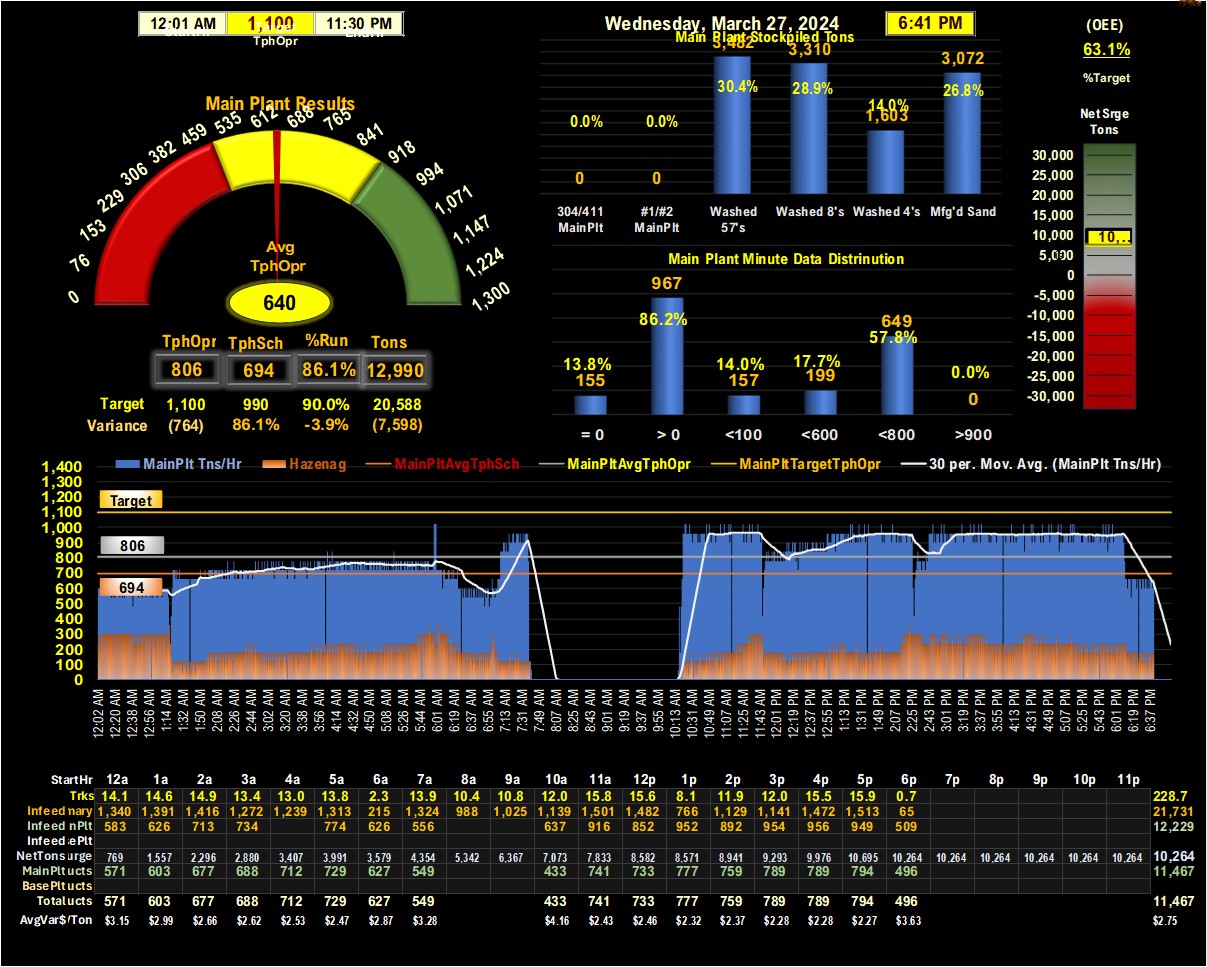 12:01 AM 1,100 11:30 PM
TphOpr
Wednesday, March 27, 2024 6:41 PM
(OEE)
63.1%
%Target
Net Srge
Tons
30,000
25,000
20,000
15,000
10,000
5,000
0
-5,000
-10,000
-15,000
-20,000
-25,000
-30,000
10,..
Main Plant Results
0 76 153 229 306 382 459 535 612 688 765 841 918 994 1,071 1,147 1,224 1,300
Avg
TphOpr
640
TphOpr TphSch %Run Tons
806 694 86.1% 12,990
Target 1,100 990 90.0% 20,588
Variance (764) 86.1% -3.9% (7,598)
Main Plant Stockpiled Tons
3,482 3,310 3,072
30.4% 28.9% 26.8%
0.0% 0.0% 14.0%
1,603
0 0
304/411 #1/#2 Washed Washed 8's Washed 4's Mfg'd Sand
MainPlt MainPlt 57's
Main Plant Minute Data Distrinution
967
86.2% 649
57.8%
13.8% 14.0% 17.7% 0.0%
155 157 199 0
= 0 > 0 <100 <600 <800 >900
MainPlt Tns/Hr Hazenag MainPltAvgTphSch MainPltAvgTphOpr MainPltTargetTphOpr 30 per. Mov. Avg. (MainPlt Tns/Hr)
1,400
1,300
1,200
1,100
1,000
900
800
700
600
500
400
300
200
100
0
Target
806
694
12:02 AM 12:20 AM 12:38 AM 12:56 AM 1:14 AM 1:32 AM 1:50 AM 2:08 AM 2:26 AM 2:44 AM 3:02 AM 3:20 AM 3:38 AM 3:56 AM 4:14 AM 4:32 AM 4:50 AM 5:08 AM 5:26 AM 5:44 AM 6:01 AM 6:19 AM 6:37 AM 6:55 AM 7:13 AM 7:31 AM 7:49 AM 8:07 AM 8:25 AM 8:43 AM 9:01 AM 9:19 AM 9:37 AM 9:55 AM 10:13 AM 10:31 AM 10:49 AM 11:07 AM 11:25 AM 11:43 AM 12:01 PM 12:19 PM 12:37 PM 12:55 PM 1:13 PM 1:31 PM 1:49 PM 2:07 PM 2:25 PM 2:43 PM 3:01 PM 3:19 PM 3:37 PM 3:55 PM 4:13 PM 4:31 PM 4:49 PM 5:07 PM 5:25 PM 5:43 PM 6:01 PM 6:19 PM 6:37 PM
StartHr 12a 1a 2a 3a 4a 5a 6a 7a 8a 9a 10a 11a 12p 1p 2p 3p 4p 5p 6p 7p 8p 9p 10p 11p
Trks 14.1 14.6 14.9 13.4 13.0 13.8 2.3 13.9 10.4 10.8 12.0 15.8 15.6 8.1 11.9 12.0 15.5 15.9 0.7 228.7
Infeed mary 1,340 1,391 1,416 1,272 1,239 1,313 215 1,324 988 1,025 1,139 1,501 1,482 766 1,129 1,141 1,472 1,513 65 21,731
Infeed nPlt 583 626 713 734 774 626 556 637 916 852 952 892 954 956 949 509 12,229
Infeed ePlt
NetTons urge 769 1,557 2,296 2,880 3,407 3,991 3,579 4,354 5,342 6,367 7,073 7,833 8,582 8,571 8,941 9,293 9,976 10,695 10,264 10,264 10,264 10,264 10,264 10,264 10,264
MainPlt ucts 571 603 677 688 712 729 627 549 433 741 733 777 759 789 789 794 496 11,467
BasePlt ucts
Total ucts 571 603 677 688 712 729 627 549 433 741 733 777 759 789 789 794 496 11,467
AvgVar$/Ton $3.15 $2.99 $2.66 $2.62 $2.53 $2.47 $2.87 $3.28 $4.16 $2.43 $2.46 $2.32 $2.37 $2.28 $2.28 $2.27 $3.63 $2.75